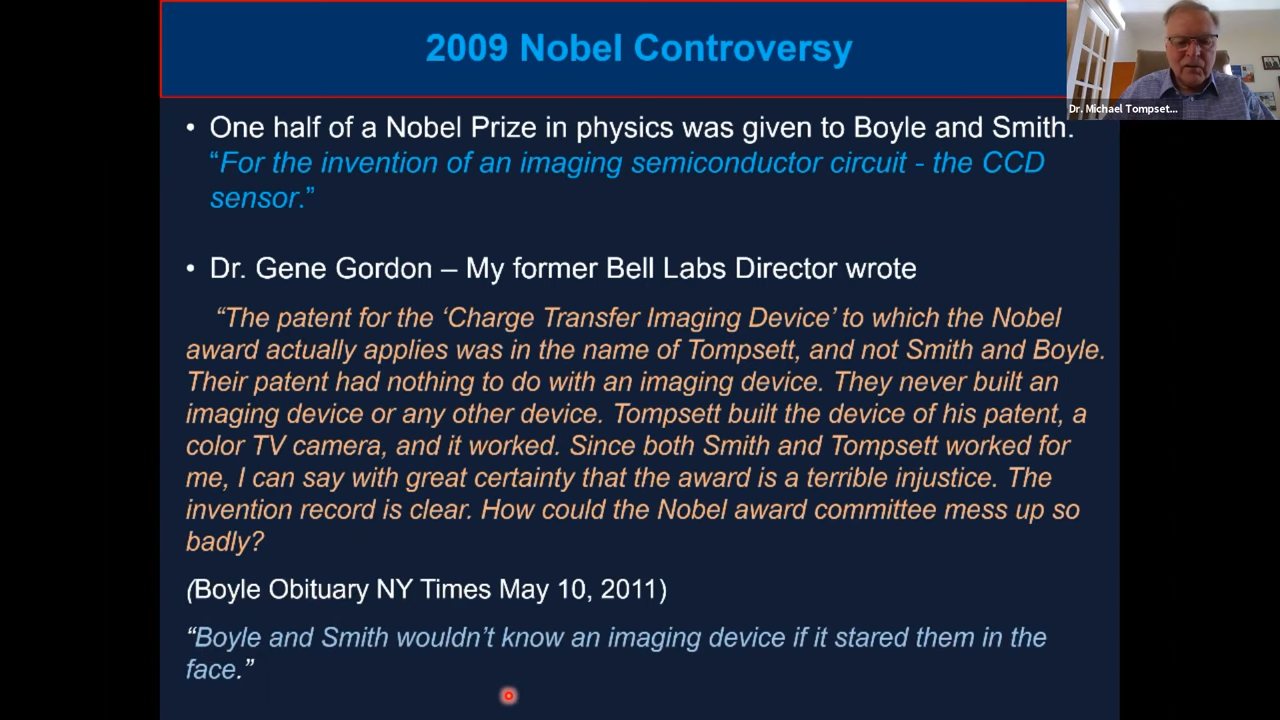 2009 Nobel Controversy
Dr. Michael Tompset...
• One half of a Nobel Prize in physics was given to Boyle and Smith.
“For the invention of an imaging semiconductor circuit - the CCD
sensor.”
• Dr. Gene Gordon – My former Bell Labs Director wrote
“The patent for the ‘Charge Transfer Imaging Device’ to which the Nobel
award actually applies was in the name of Tompsett, and not Smith and Boyle.
Their patent had nothing to do with an imaging device. They never built an
imaging device or any other device. Tompsett built the device of his patent, a
color TV camera, and it worked. Since both Smith and Tompsett worked for
me, I can say with great certainty that the award is a terrible injustice. The
invention record is clear. How could the Nobel award committee mess up so
badly?
(Boyle Obituary NY Times May 10, 2011)
“Boyle and Smith wouldn’t know an imaging device if it stared them in the
face.”